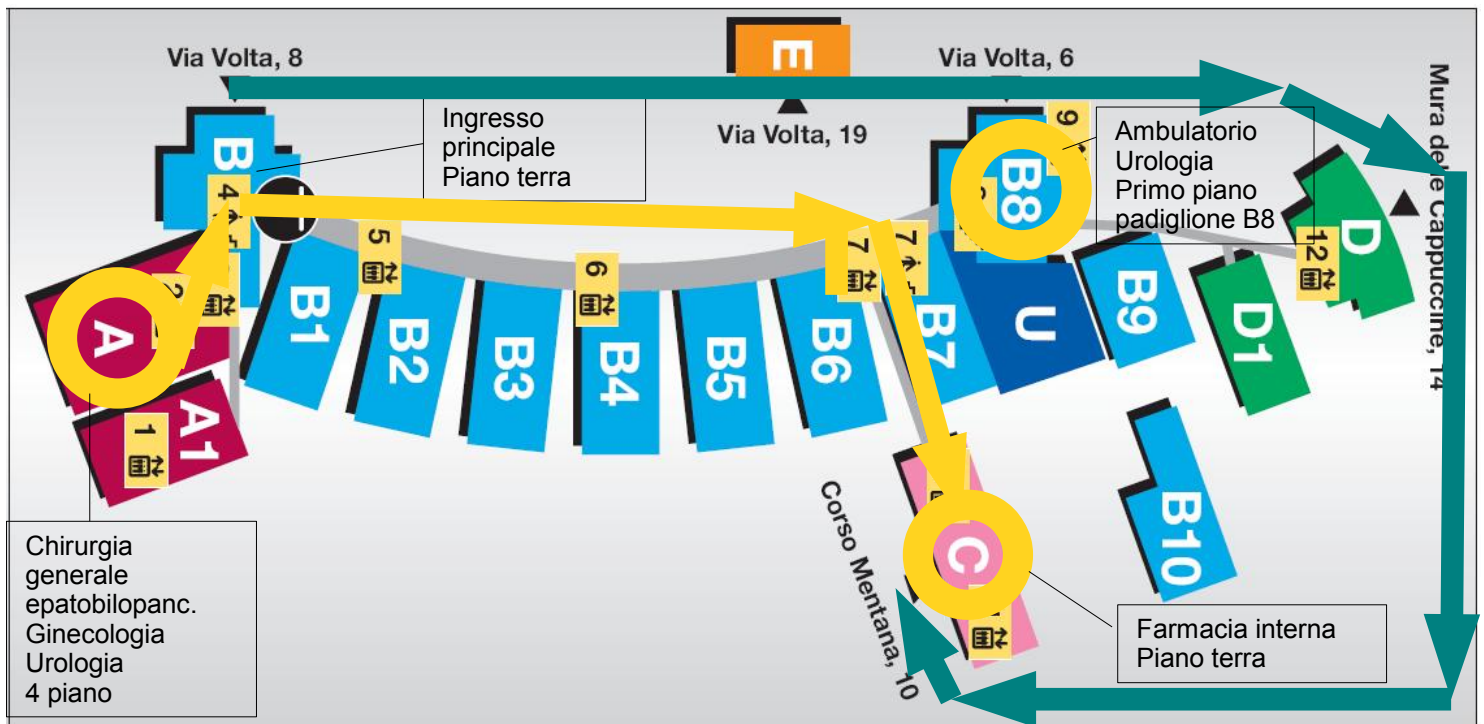 Via Volta, 8
E
Via Volta, 6
Via Volta, 19
Mura delle Cappuccine, 14
Ingresso
principale
Piano terra
Ambulatorio
Urologia
Primo piano
padiglione B8
B
4
I
5
6
7
7
9
B8
12
D
2
A
B1
B2
B3
B4
B5
B6
B7
U
B9
D1
A1
1
B10
C
Corso Mentana, 10
Chirurgia
generale
epatobilopanc.
Ginecologia
Urologia
4 piano
Farmacia interna
Piano terra